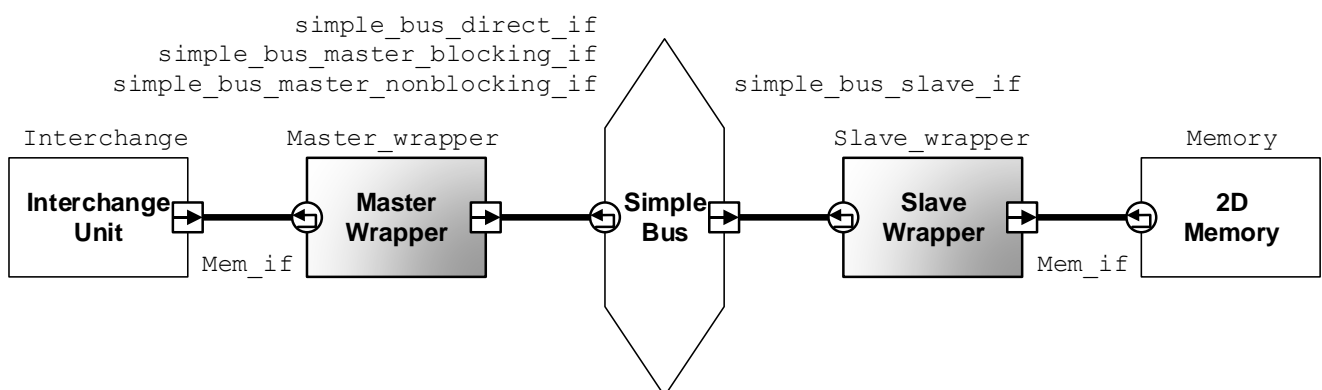 simple_bus_direct_if
simple_bus_master_blocking_if
simple_bus_master_nonblocking_if
simple_bus_slave_if
Interchange
Master_wrapper
Slave_wrapper
Memory
Interchange
Unit
Master
Wrapper
Simple
Bus
Slave
Wrapper
2D
Memory
Mem_if
Mem_if